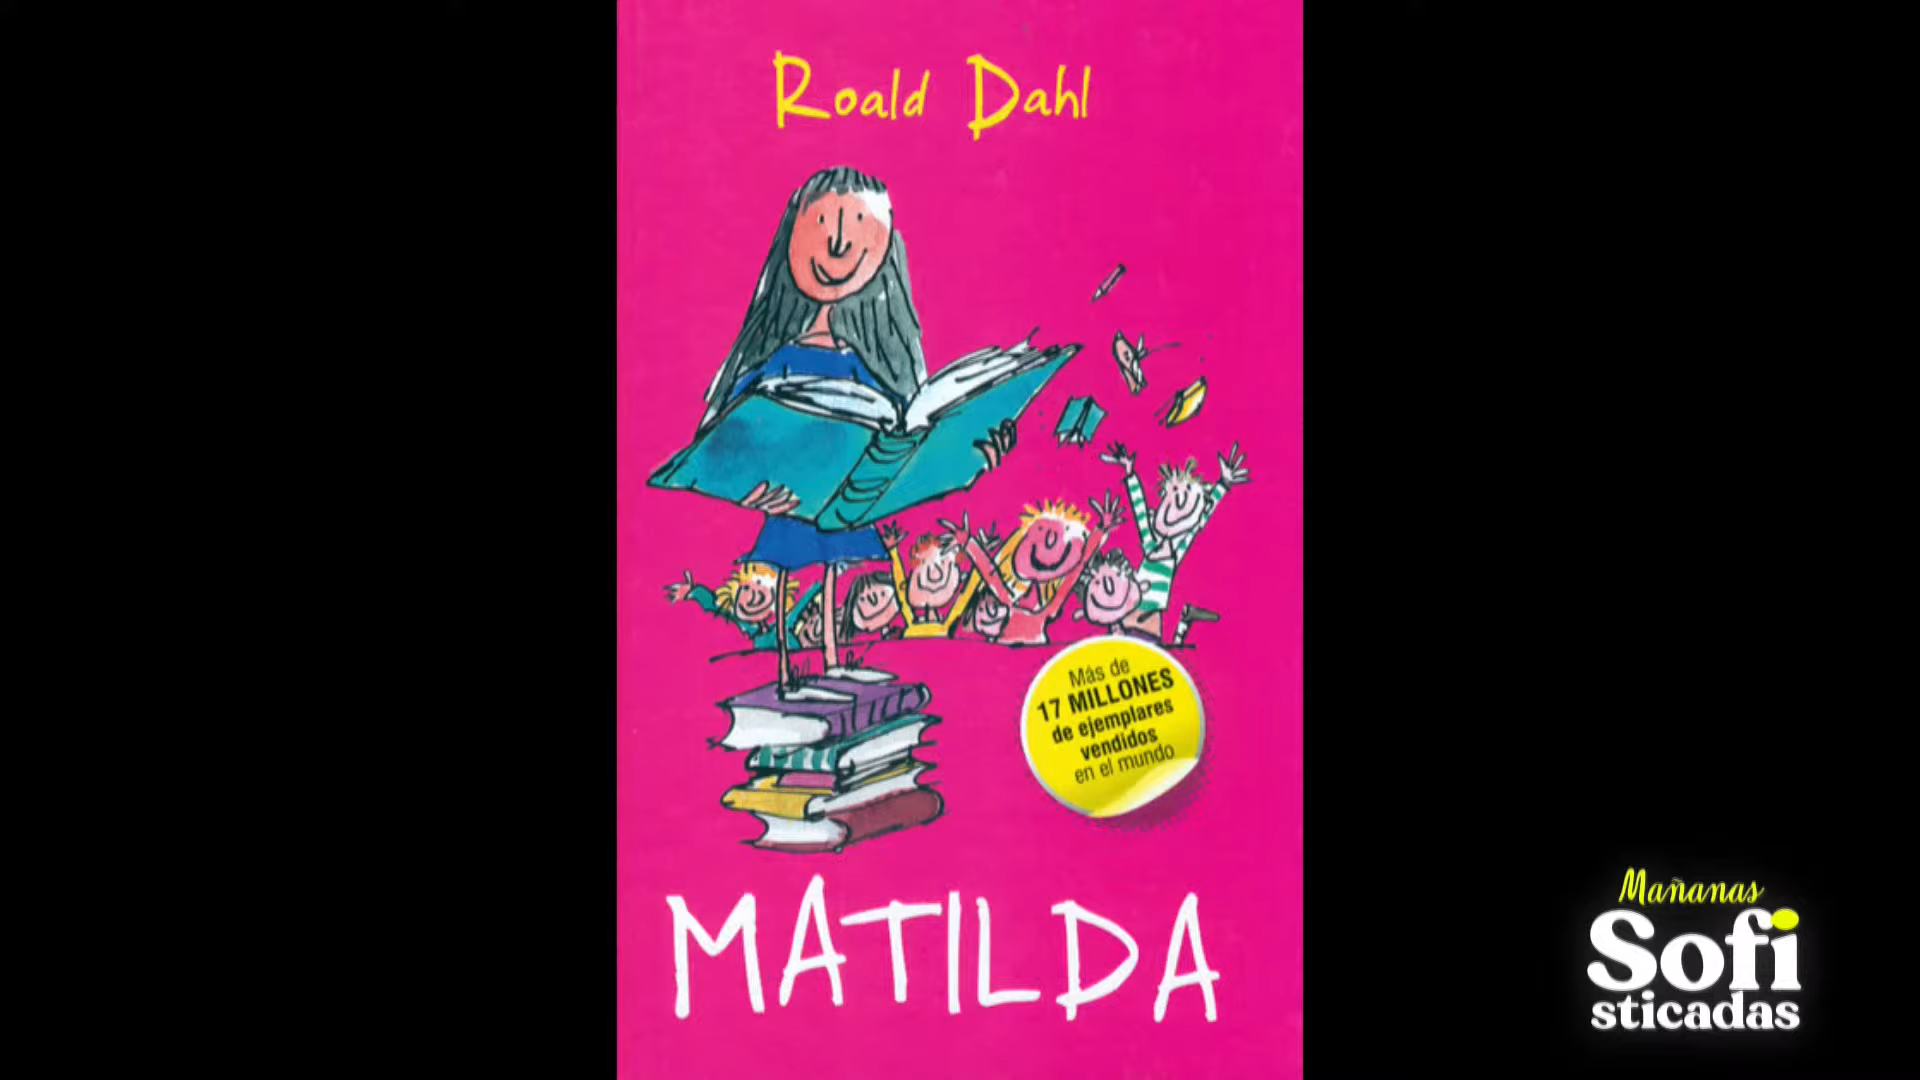 Roald Dahl
Más de
17 MILLONES
de ejemplares
vendidos
en el mundo
MATILDA
Mañanas
Sofi
sticadas